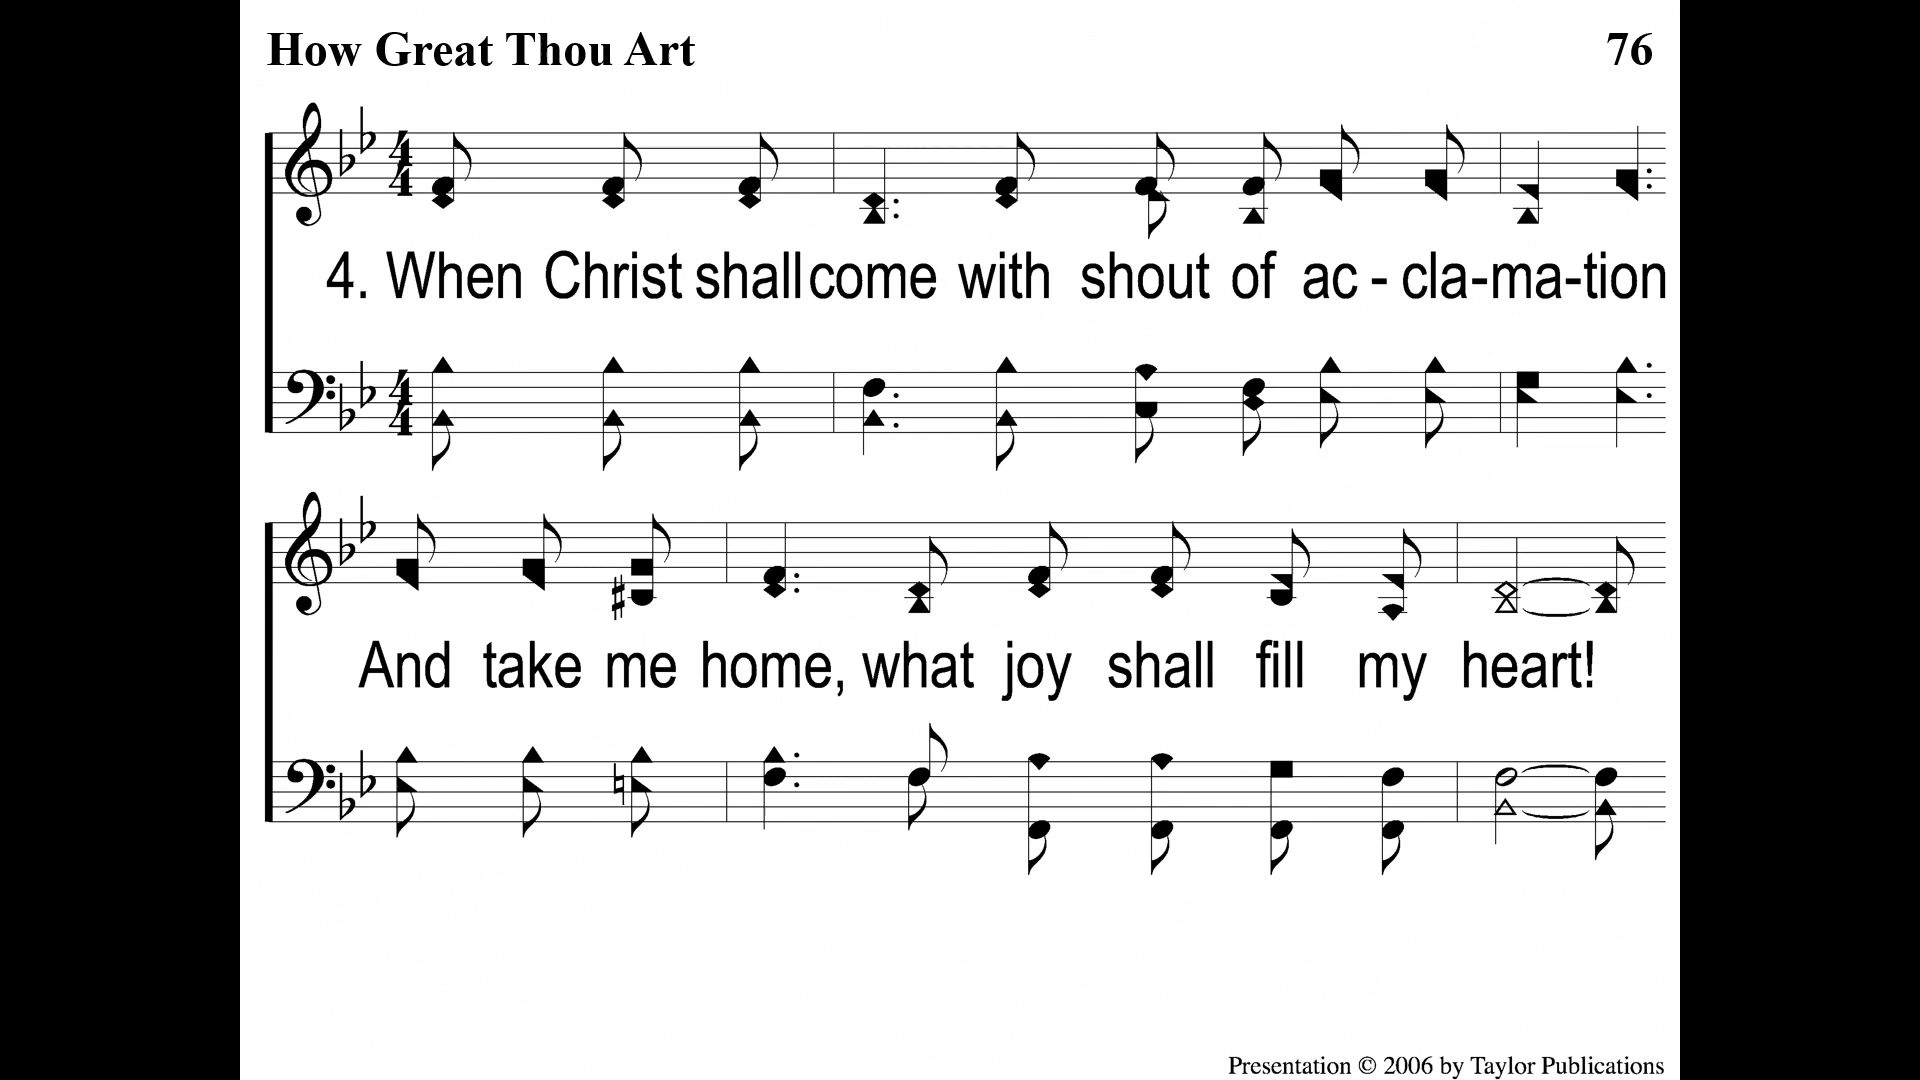 How Great Thou Art 76
4. When Christ shall come with shout of ac - cla-ma-tion
And take me home, what joy shall fill my heart!
Presentation © 2006 by Taylor Publications